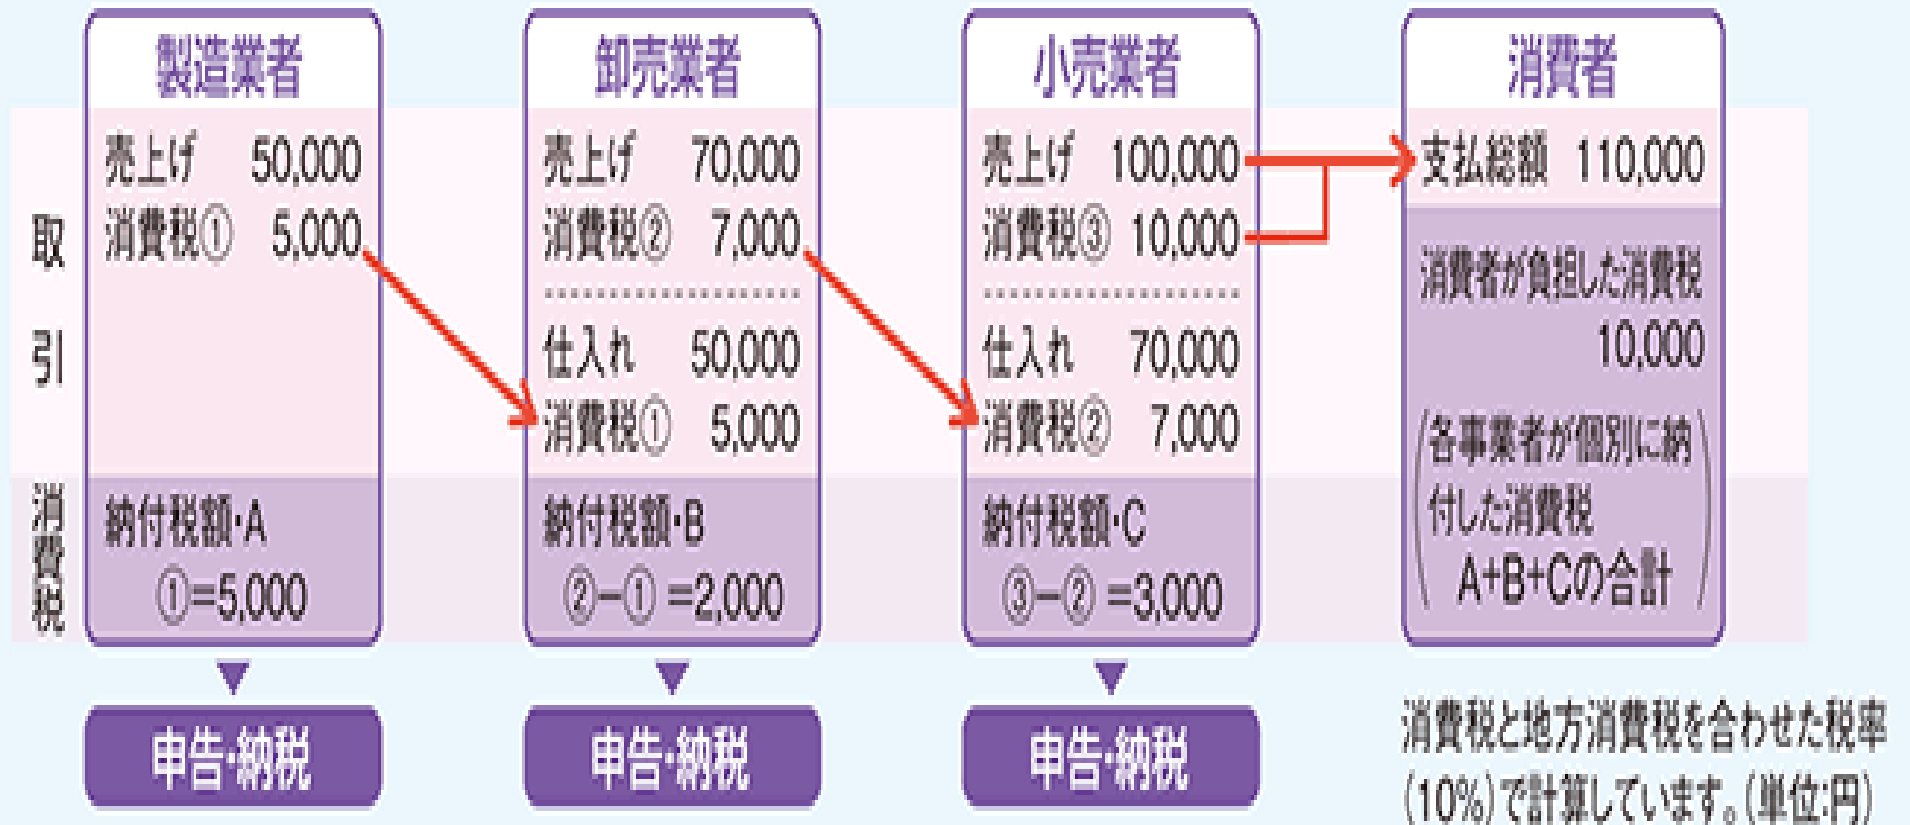 製造業者
売上げ 50,000
消費税① 5,000
納付税額・A
①=5,000
申告・納税
卸売業者
売上げ 70,000
消費税② 7,000
仕入れ 50,000
消費税① 5,000
納付税額・B
②−① =2,000
申告・納税
小売業者
売上げ 100,000
消費税③ 10,000
仕入れ 70,000
消費税② 7,000
納付税額・C
③−② =3,000
申告・納税
消費者
支払総額 110,000
消費者が負担した消費税
10,000
(各事業者が個別に納
付した消費税
A+B+Cの合計)
取引
消費税
消費税と地方消費税を合わせた税率
(10%)で計算しています。(単位:円)